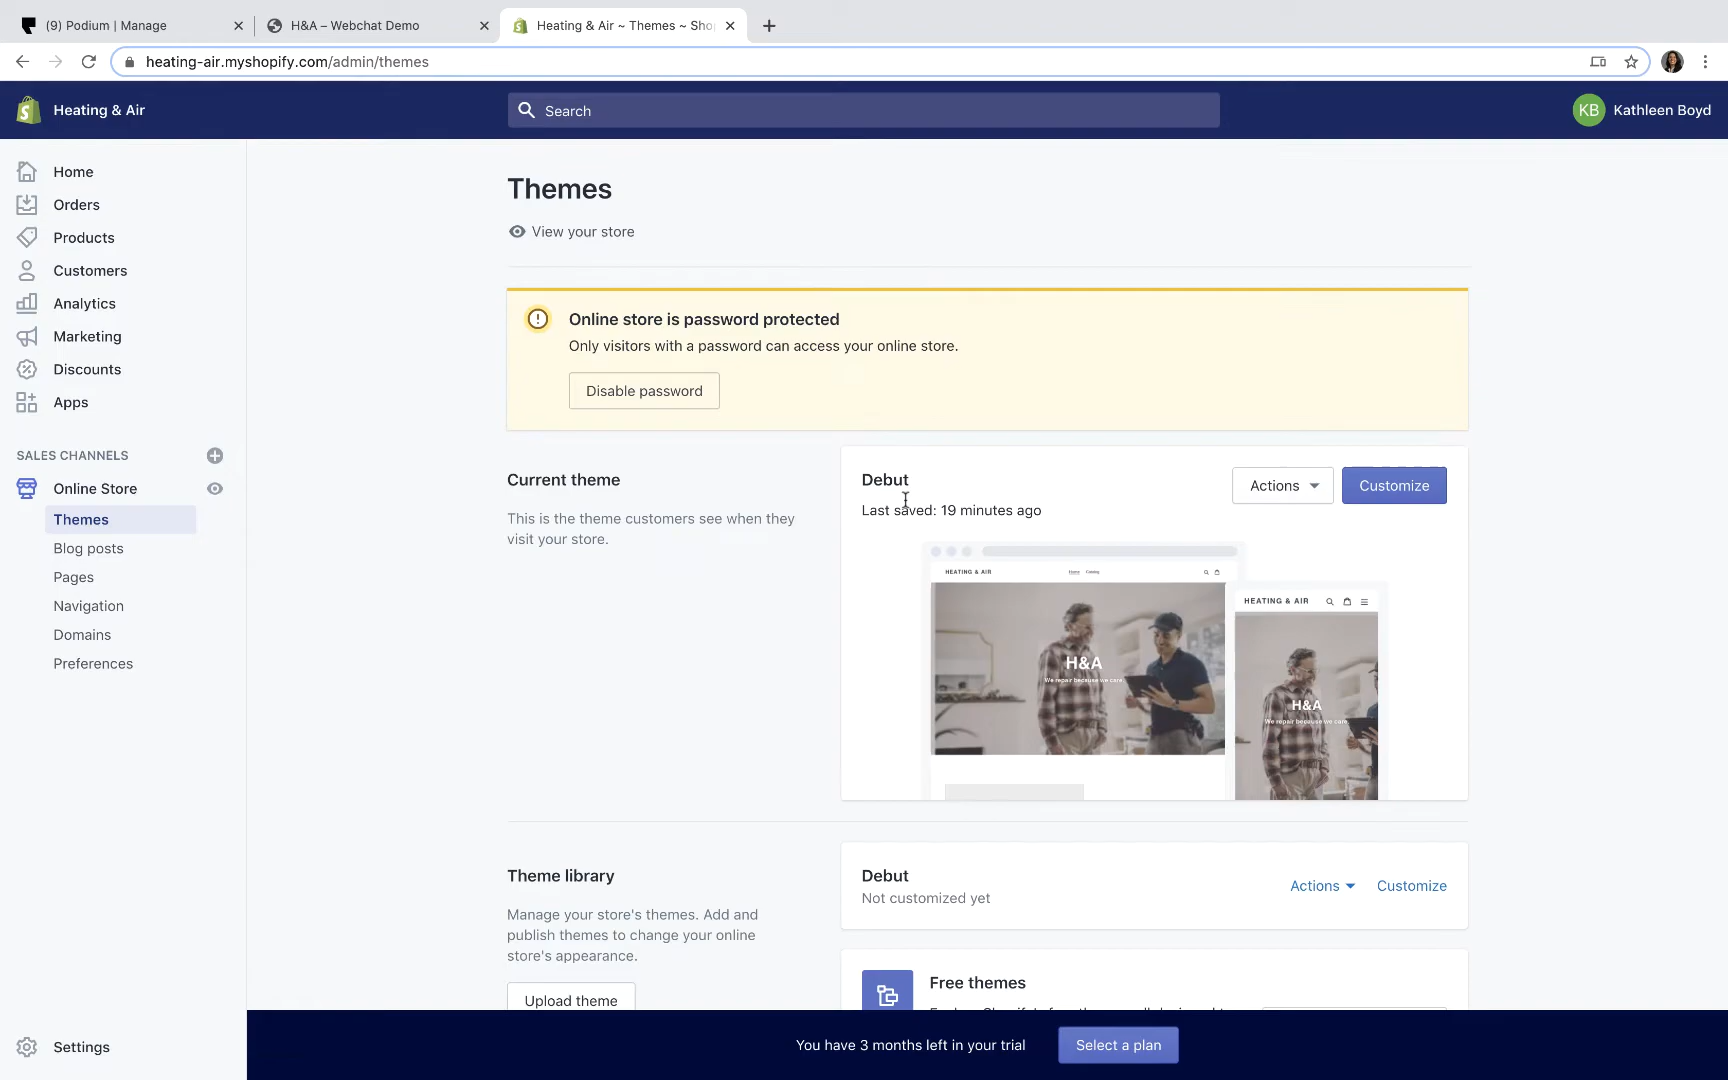 (9) Podium | Manage
H&A – Webchat Demo
Heating & Air ~ Themes ~ Sho
heating-air.myshopify.com/admin/themes
Heating & Air
Search
KB
Kathleen Boyd
Home
Orders
Products
Customers
Analytics
Marketing
Discounts
Apps
SALES CHANNELS
Online Store
Themes
Blog posts
Pages
Navigation
Domains
Preferences
Settings
Themes
View your store
Online store is password protected
Only visitors with a password can access your online store.
Disable password
Current theme
This is the theme customers see when they
visit your store.
Debut
Last saved: 19 minutes ago
Actions
Customize
HEATING & AIR
Home Catalog
H&A
We repair because we care.
HEATING & AIR
H&A
We repair because we care.
Theme library
Manage your store's themes. Add and
publish themes to change your online
store's appearance.
Upload theme
Debut
Not customized yet
Actions
Customize
Free themes
You have 3 months left in your trial
Select a plan